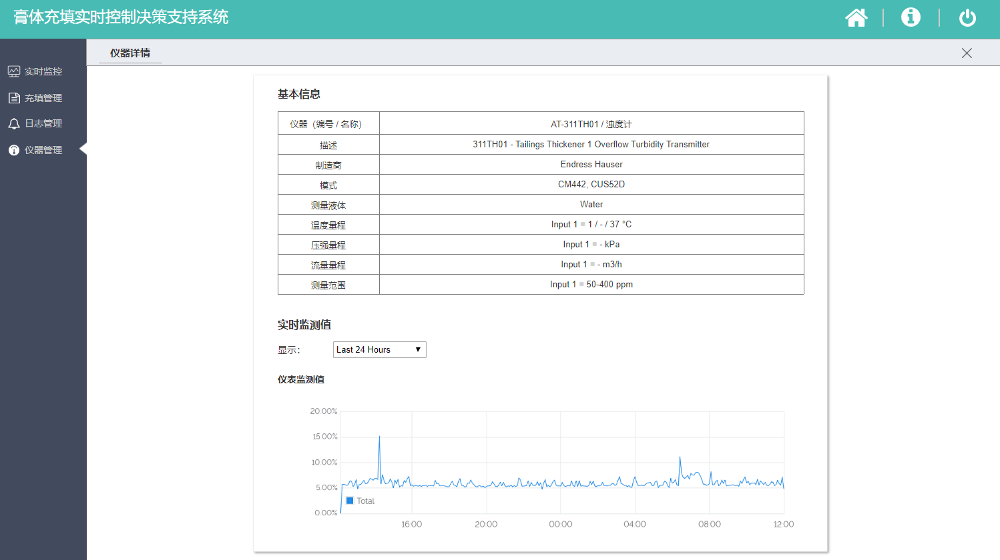 膏体充填实时控制决策支持系统
仪器详情
实时监控
充填管理
日志管理
仪器管理
基本信息
仪器（编号 / 名称） AT-311TH01 / 浊度计
描述 311TH01 - Tailings Thickener 1 Overflow Turbidity Transmitter
制造商 Endress Hauser
模式 CM442, CUS52D
测量液体 Water
温度量程 Input 1 = 1 / - / 37 °C
压强量程 Input 1 = - kPa
流量量程 Input 1 = - m3/h
测量范围 Input 1 = 50-400 ppm
实时监测值
显示： Last 24 Hours
仪表监测值
20.00%
15.00%
10.00%
5.00%
Total
0.00%
16:00 20:00 00:00 04:00 08:00 12:00